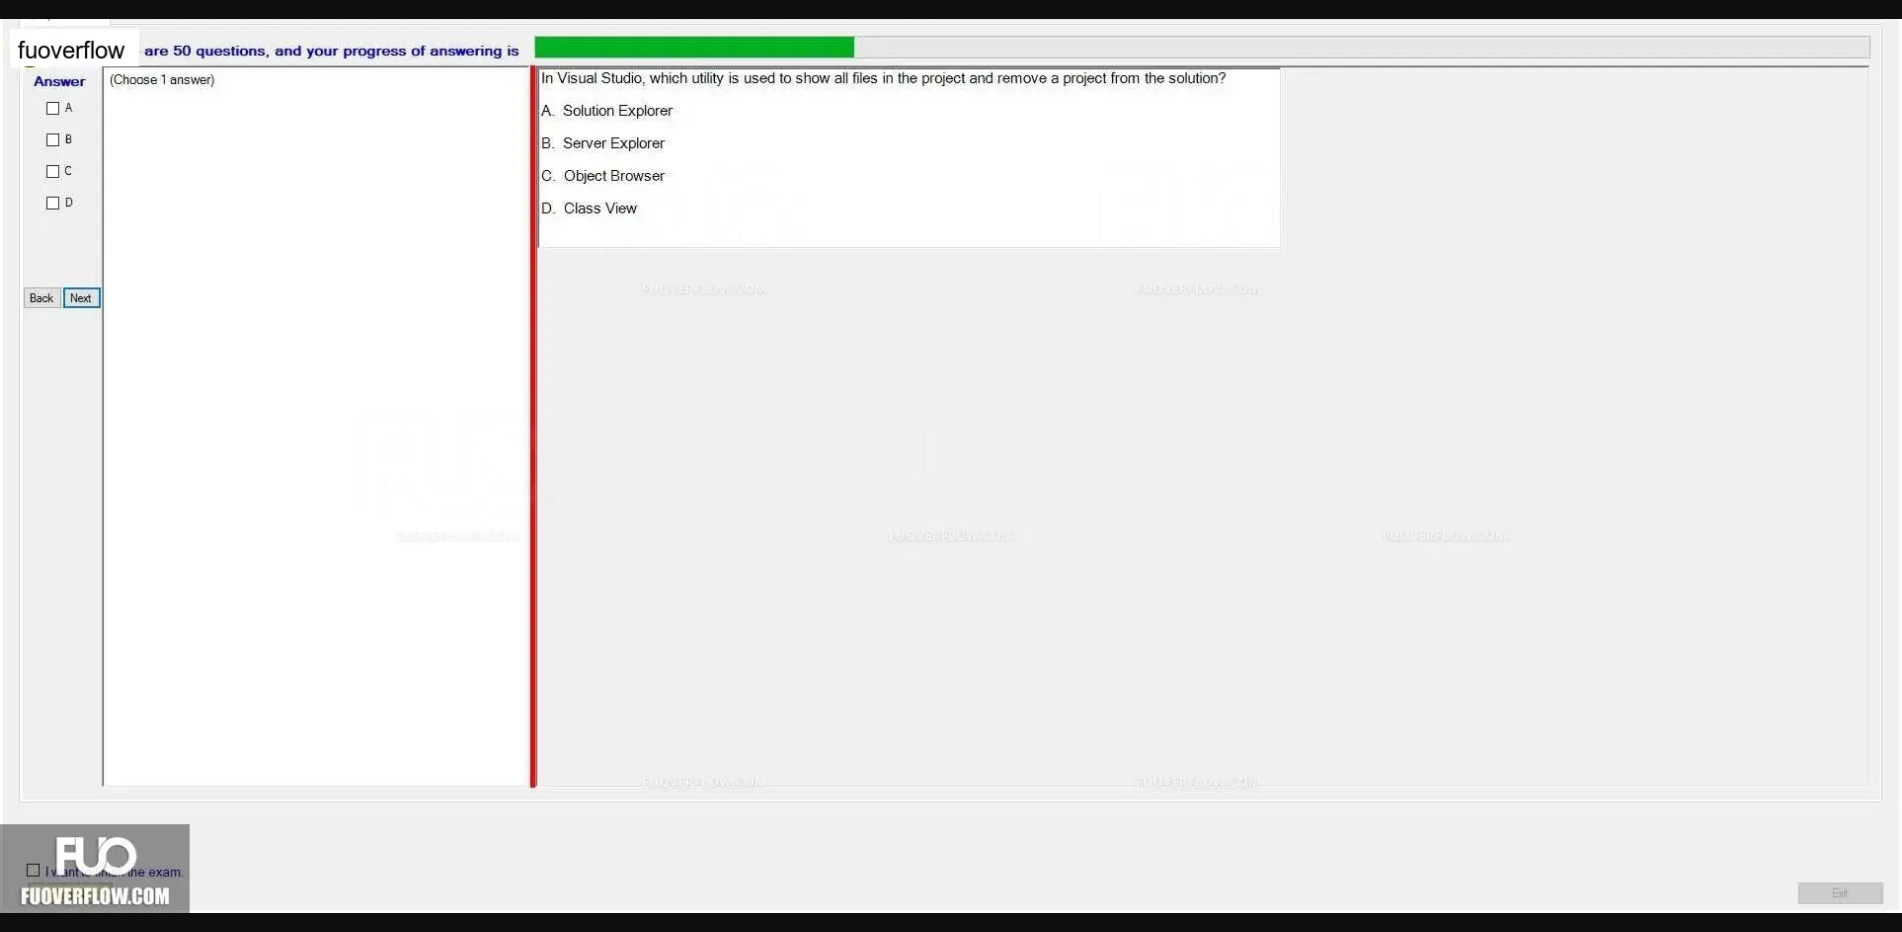 fuoverflow are 50 questions, and your progress of answering is
Answer
(Choose 1 answer)
A
B
C
D
Back Next
In Visual Studio, which utility is used to show all files in the project and remove a project from the solution?
A. Solution Explorer
B. Server Explorer
C. Object Browser
D. Class View
FUOVERFLOW.COM FUOVERFLOW.COM
FUOVERFLOW.COM FUOVERFLOW.COM FUOVERFLOW.COM
FUOVERFLOW.COM FUOVERFLOW.COM
FUO
I want to the exam.
FUOVERFLOW.COM
Exit